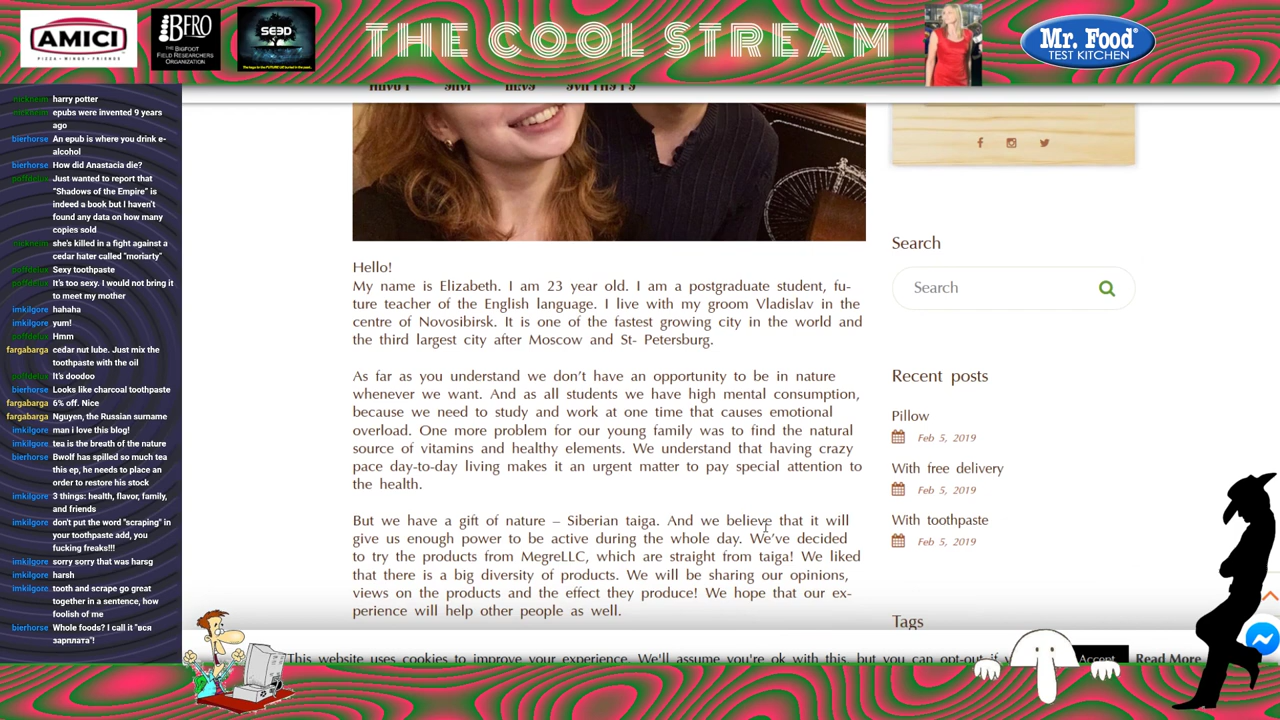 AMICI
PIZZA • WINGS • FRIENDS
BFRO
THE BIGFOOT
FIELD RESEARCHERS
ORGANIZATION
SEED
THE COOL STREAM
Mr. Food
TEST KITCHEN
nickneun harry potter
nickneun epubs were invented 9 years
ago
bierhorse An epub is where you drink e-
alcohol
bierhorse How did Anastacia die?
poffdelux Just wanted to report that
"Shadows of the Empire" is
indeed a book but I haven't
found any data on how many
copies sold
nickneun she's killed in a fight against a
cedar hater called "moriarty"
poffdelux Sexy toothpaste
poffdelux It's too sexy. I would not bring it
to meet my mother
imkilgore hahaha
imkilgore yum!
poffdelux Hmm
fargabarga cedar nut lube. Just mix the
toothpaste with the oil
poffdelux It's doodoo
bierhorse Looks like charcoal toothpaste
fargabarga 6% off. Nice
fargabarga Nguyen, the Russian surname
imkilgore man i love this blog!
imkilgore tea is the breath of the nature
bierhorse Bwolf has spilled so much tea
this ep, he needs to place an
order to restore his stock
imkilgore 3 things: health, flavor, family,
and friends
imkilgore don't put the word "scraping" in
your toothpaste add, you
fucking freaks!!!
imkilgore sorry sorry that was harsg
imkilgore harsh
imkilgore tooth and scrape go great
together in a sentence, how
foolish of me
bierhorse Whole foods? I call it "вся
зарплата"!
Hello!
My name is Elizabeth. I am 23 year old. I am a postgraduate student, fu-
ture teacher of the English language. I live with my groom Vladislav in the
centre of Novosibirsk. It is one of the fastest growing city in the world and
the third largest city after Moscow and St- Petersburg.
As far as you understand we don't have an opportunity to be in nature
whenever we want. And as all students we have high mental consumption,
because we need to study and work at one time that causes emotional
overload. One more problem for our young family was to find the natural
source of vitamins and healthy elements. We understand that having crazy
pace day-to-day living makes it an urgent matter to pay special attention to
the health.
But we have a gift of nature – Siberian taiga. And we believe that it will
give us enough power to be active during the whole day. We've decided
to try the products from MegreLLC, which are straight from taiga! We liked
that there is a big diversity of products. We will be sharing our opinions,
views on the products and the effect they produce! We hope that our ex-
perience will help other people as well.
Search
Search
Recent posts
Pillow
Feb 5, 2019
With free delivery
Feb 5, 2019
With toothpaste
Feb 5, 2019
Tags
This website uses cookies to improve your experience. We'll assume you're ok with this, but you can opt-out if
Accept Read More